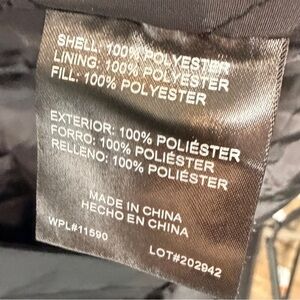 SHELL: 100% POLYESTER
LINING: 100% POLYESTER
FILL: 100% POLYESTER
EXTERIOR: 100% POLIÉSTER
FORRO: 100% POLIÉSTER
RELLENO: 100% POLIÉSTER
MADE IN CHINA
HECHO EN CHINA
WPL#11590
LOT#202942